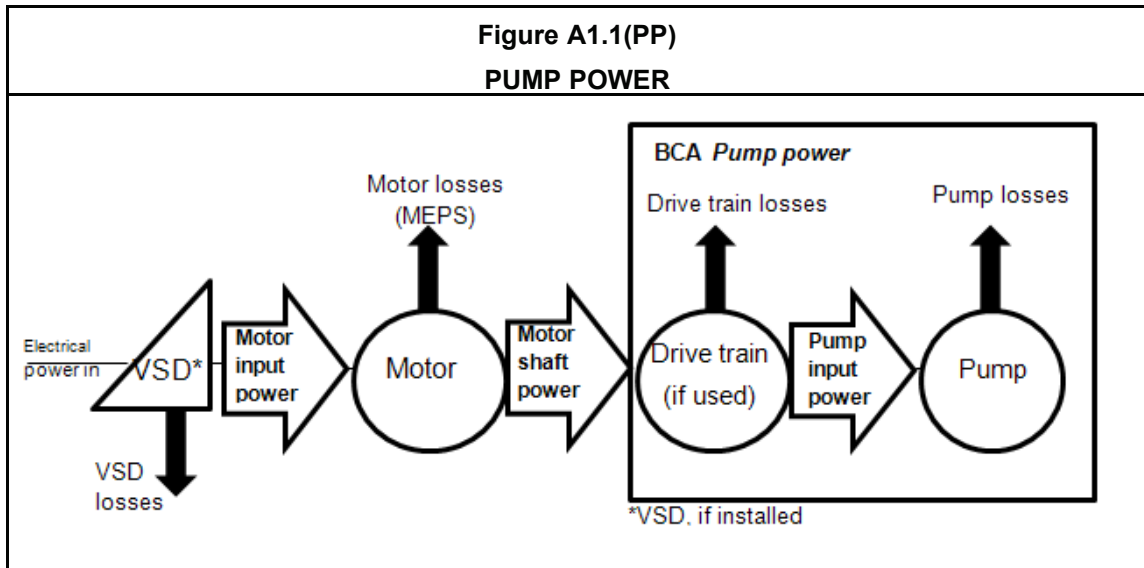 Figure A1.1(PP)
PUMP POWER
BCA Pump power
Motor losses
(MEPS)
Drive train losses
Pump losses
Electrical
power in
VSD*
Motor
input
power
Motor
Motor
shaft
power
Drive train
(if used)
Pump
input
power
Pump
VSD
losses
*VSD, if installed